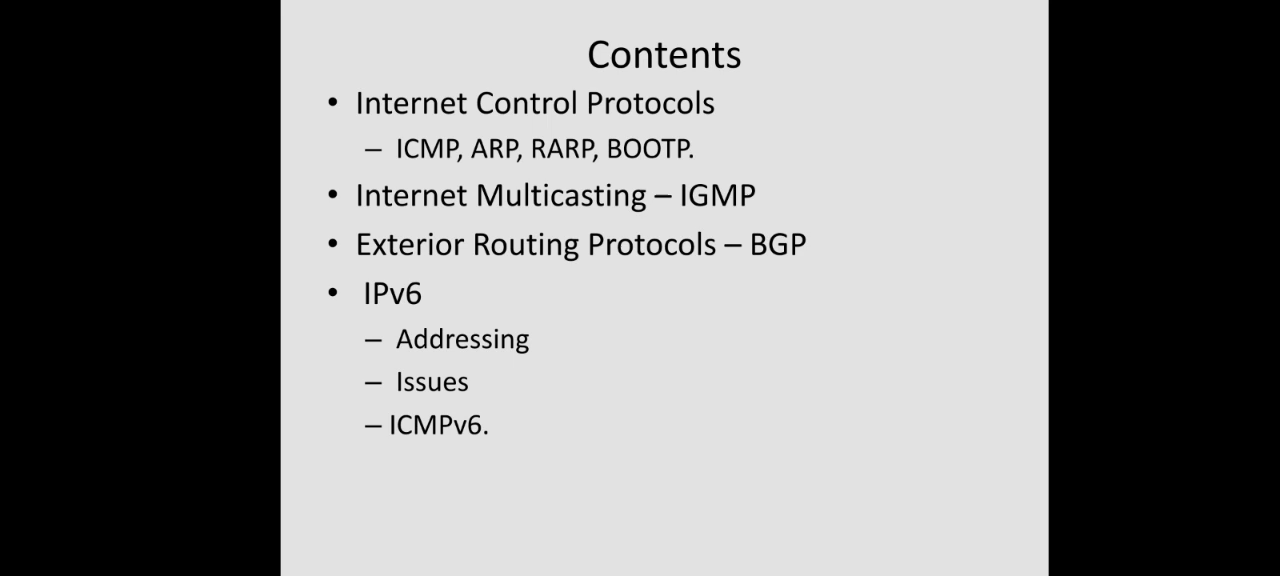 Contents
• Internet Control Protocols
– ICMP, ARP, RARP, BOOTP.
• Internet Multicasting – IGMP
• Exterior Routing Protocols – BGP
• IPv6
– Addressing
– Issues
– ICMPv6.